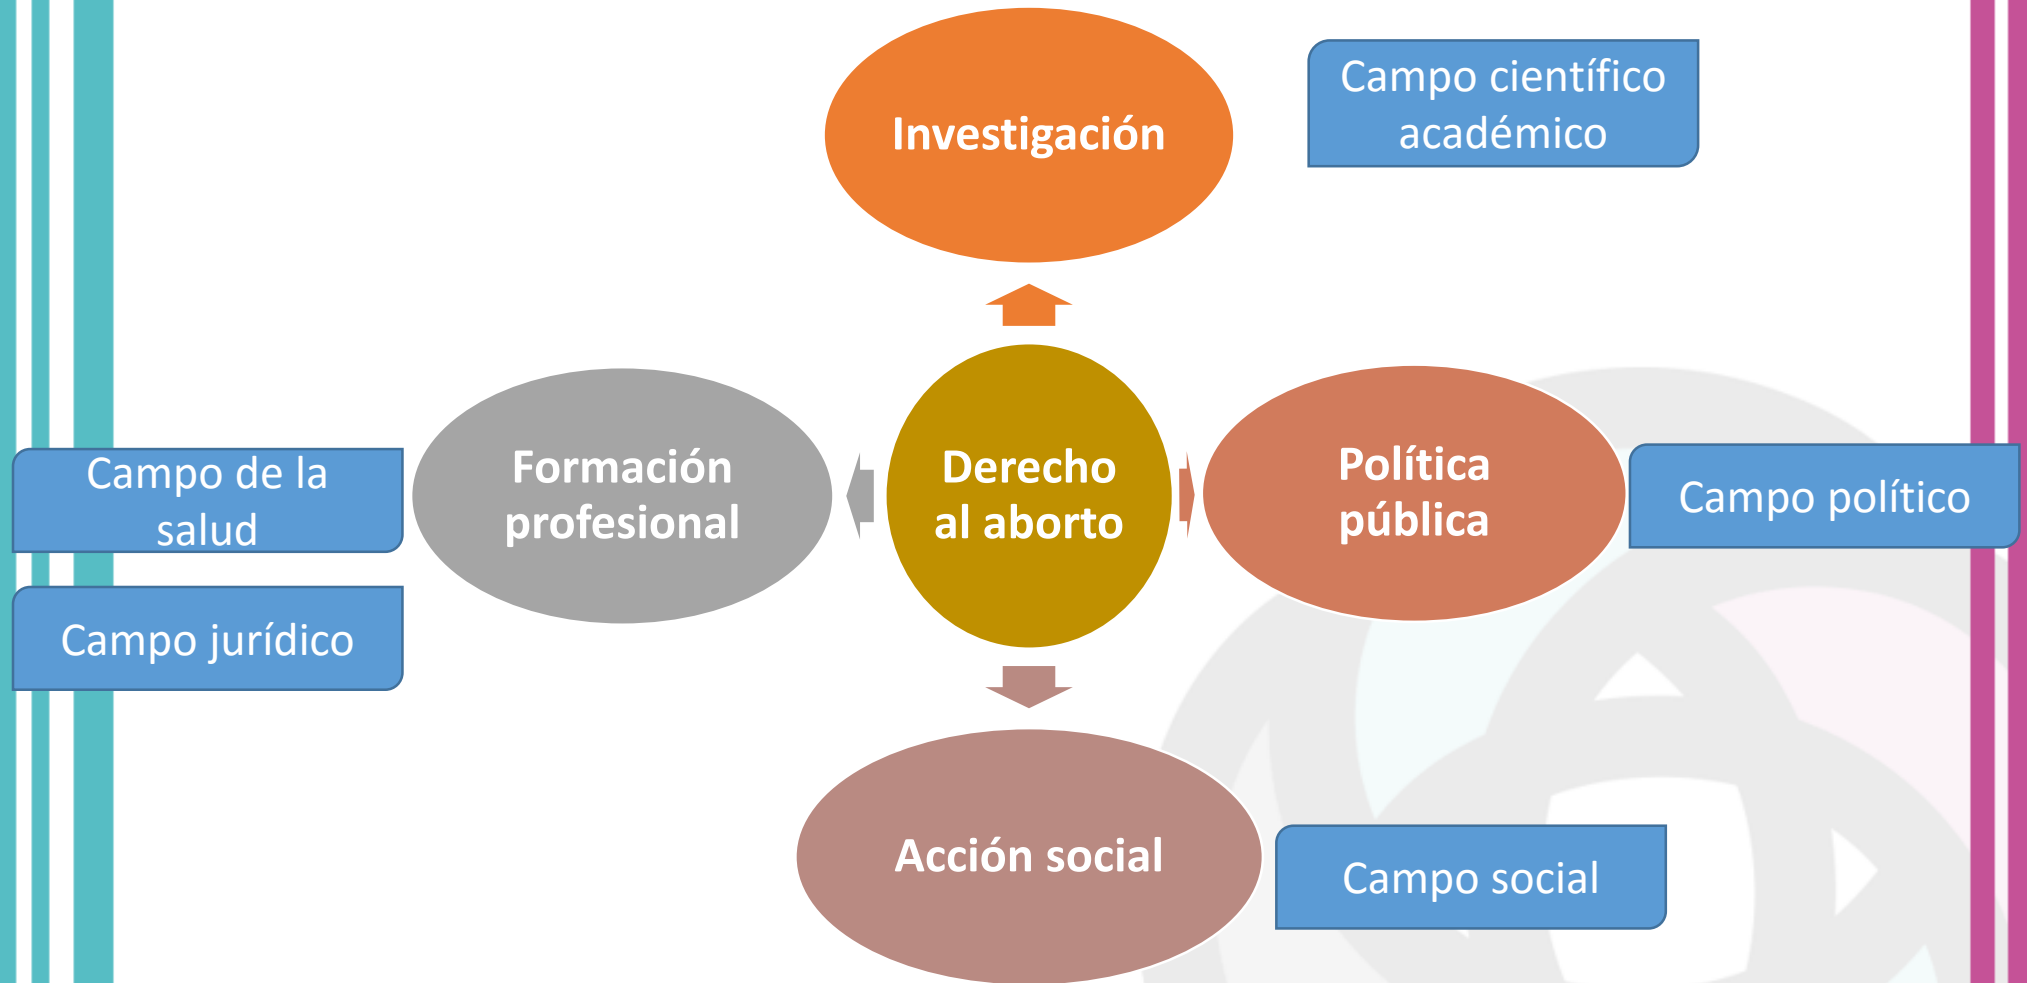 Investigación
Campo científico
académico
Formación
profesional
Campo de la
salud
Campo jurídico
Derecho
al aborto
Política
pública
Campo político
Acción social
Campo social